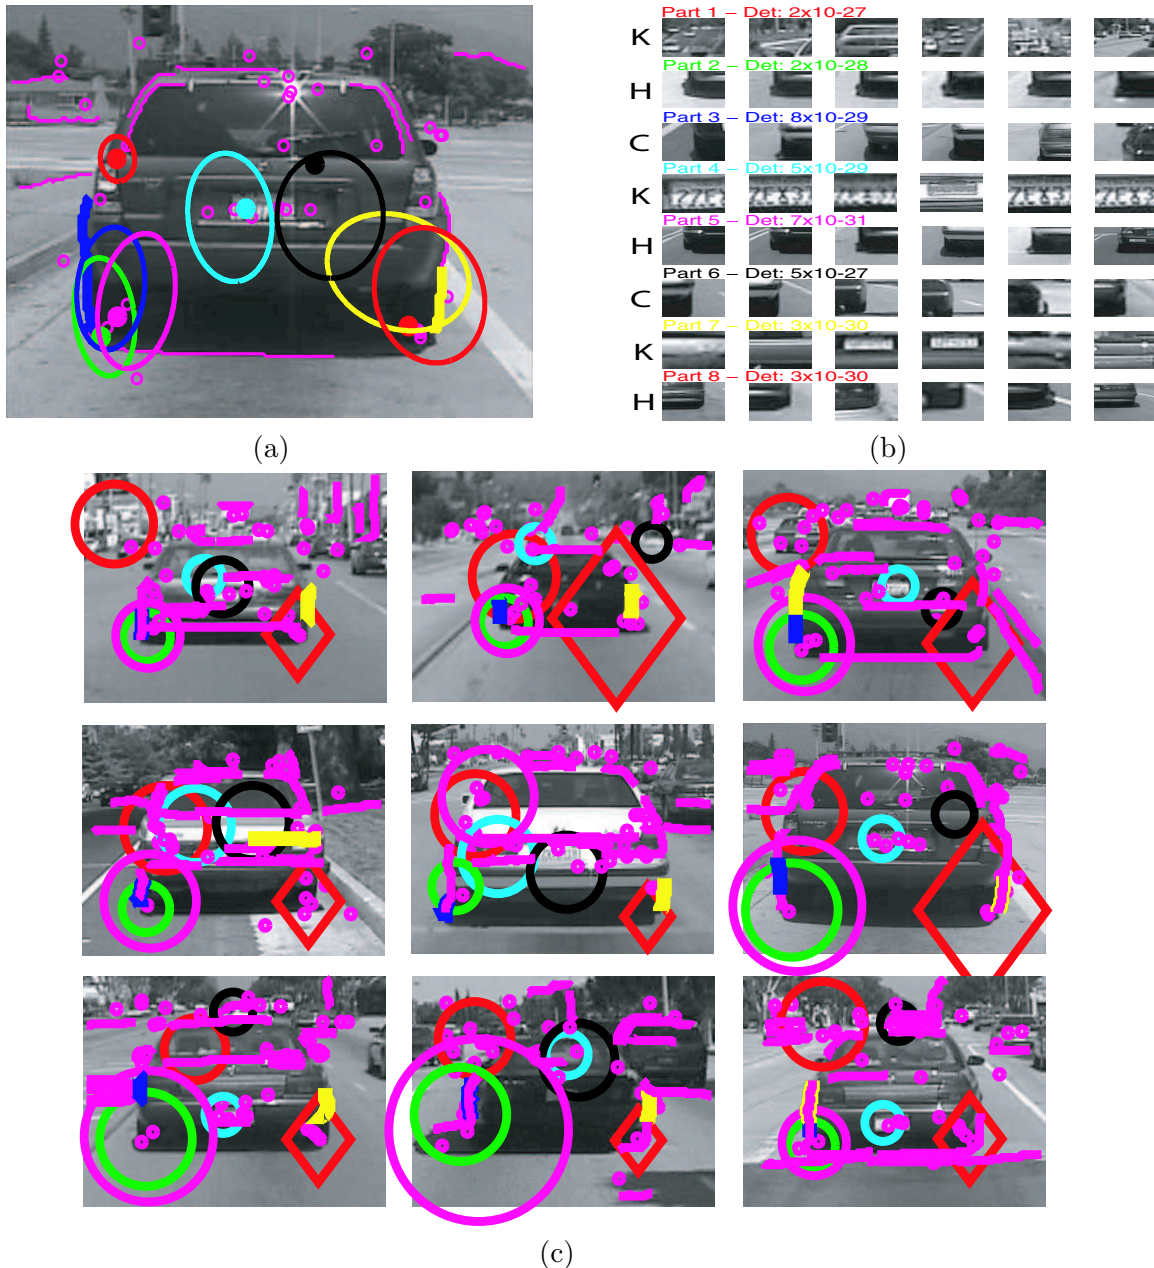 Part 1 – Det: 2x10-27
K
Part 2 – Det: 2x10-28
H
Part 3 – Det: 8x10-29
C
Part 4 – Det: 5x10-29
K
Part 5 – Det: 7x10-31
H
Part 6 – Det: 5x10-27
C
Part 7 – Det: 3x10-30
K
Part 8 – Det: 3x10-30
H
(a)
(b)
(c)